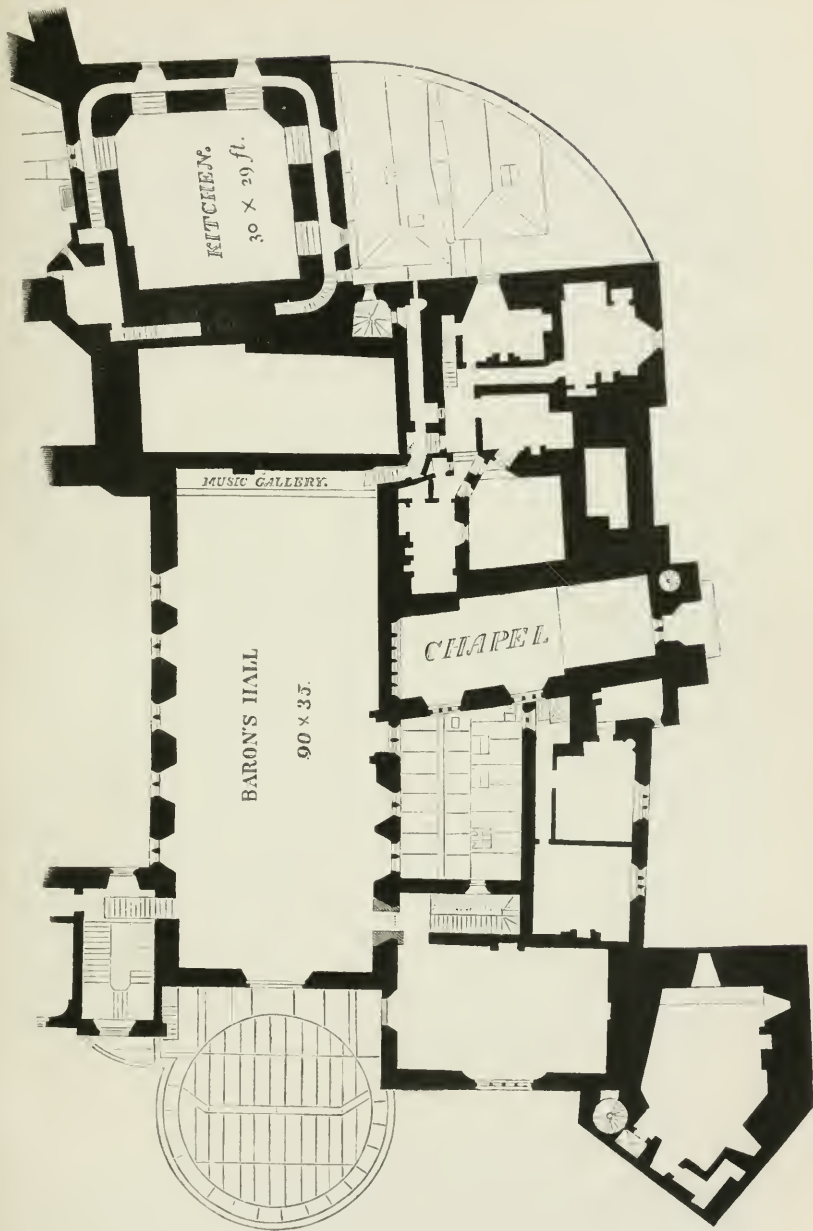 KITCHEN.
30 × 29 ft.
MUSIC GALLERY.
BARON'S HALL
90 × 35.
CHAPEL